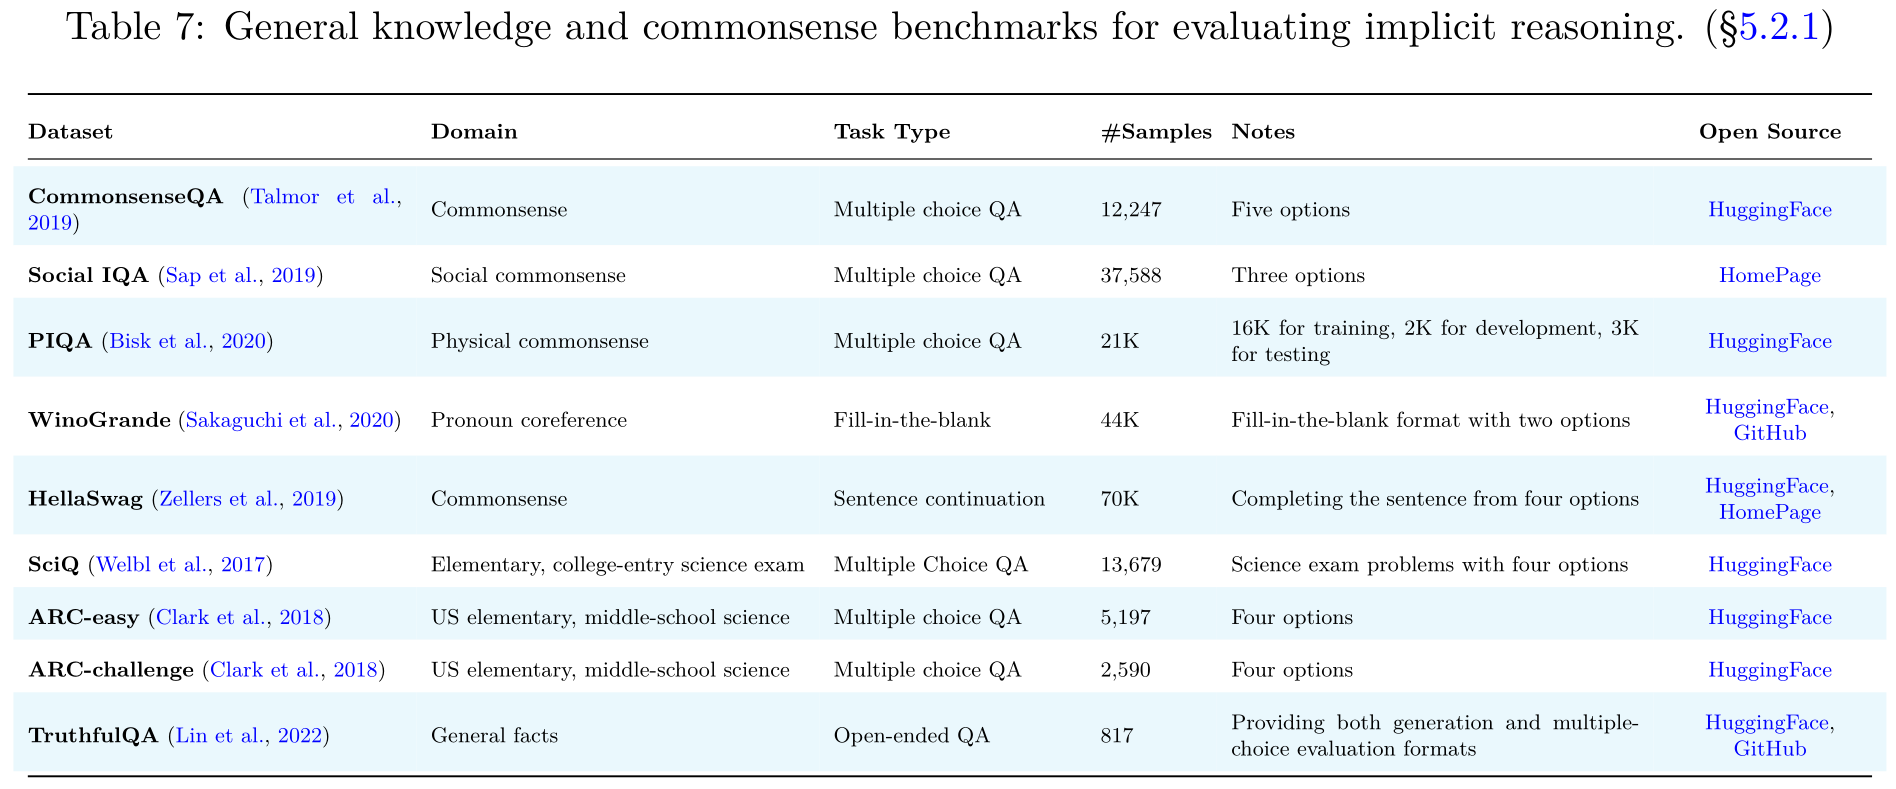 Table 7: General knowledge and commonsense benchmarks for evaluating implicit reasoning. (§5.2.1)
Dataset Domain Task Type #Samples Notes Open Source
CommonsenseQA (Talmor et al., 2019) Commonsense Multiple choice QA 12,247 Five options HuggingFace
Social IQA (Sap et al., 2019) Social commonsense Multiple choice QA 37,588 Three options HomePage
PIQA (Bisk et al., 2020) Physical commonsense Multiple choice QA 21K 16K for training, 2K for development, 3K for testing HuggingFace
WinoGrande (Sakaguchi et al., 2020) Pronoun coreference Fill-in-the-blank 44K Fill-in-the-blank format with two options HuggingFace, GitHub
HellaSwag (Zellers et al., 2019) Commonsense Sentence continuation 70K Completing the sentence from four options HuggingFace, HomePage
SciQ (Welbl et al., 2017) Elementary, college-entry science exam Multiple Choice QA 13,679 Science exam problems with four options HuggingFace
ARC-easy (Clark et al., 2018) US elementary, middle-school science Multiple choice QA 5,197 Four options HuggingFace
ARC-challenge (Clark et al., 2018) US elementary, middle-school science Multiple choice QA 2,590 Four options HuggingFace
TruthfulQA (Lin et al., 2022) General facts Open-ended QA 817 Providing both generation and multiple-choice evaluation formats HuggingFace, GitHub